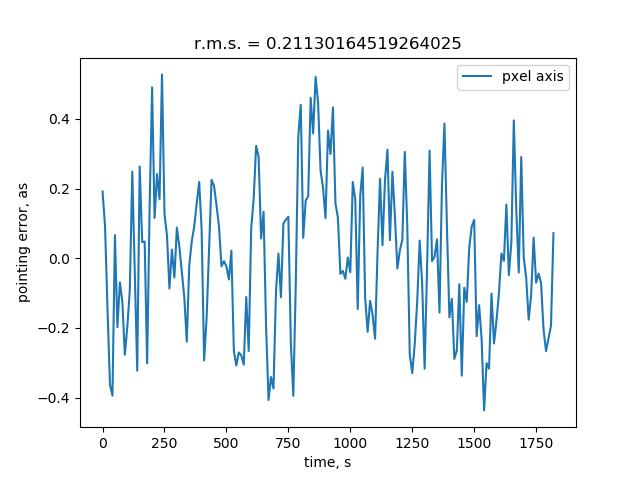 r.m.s. = 0.21130164519264025
pxel axis
pointing error, as
0.4
0.2
0.0
−0.2
−0.4
0 250 500 750 1000 1250 1500 1750
time, s